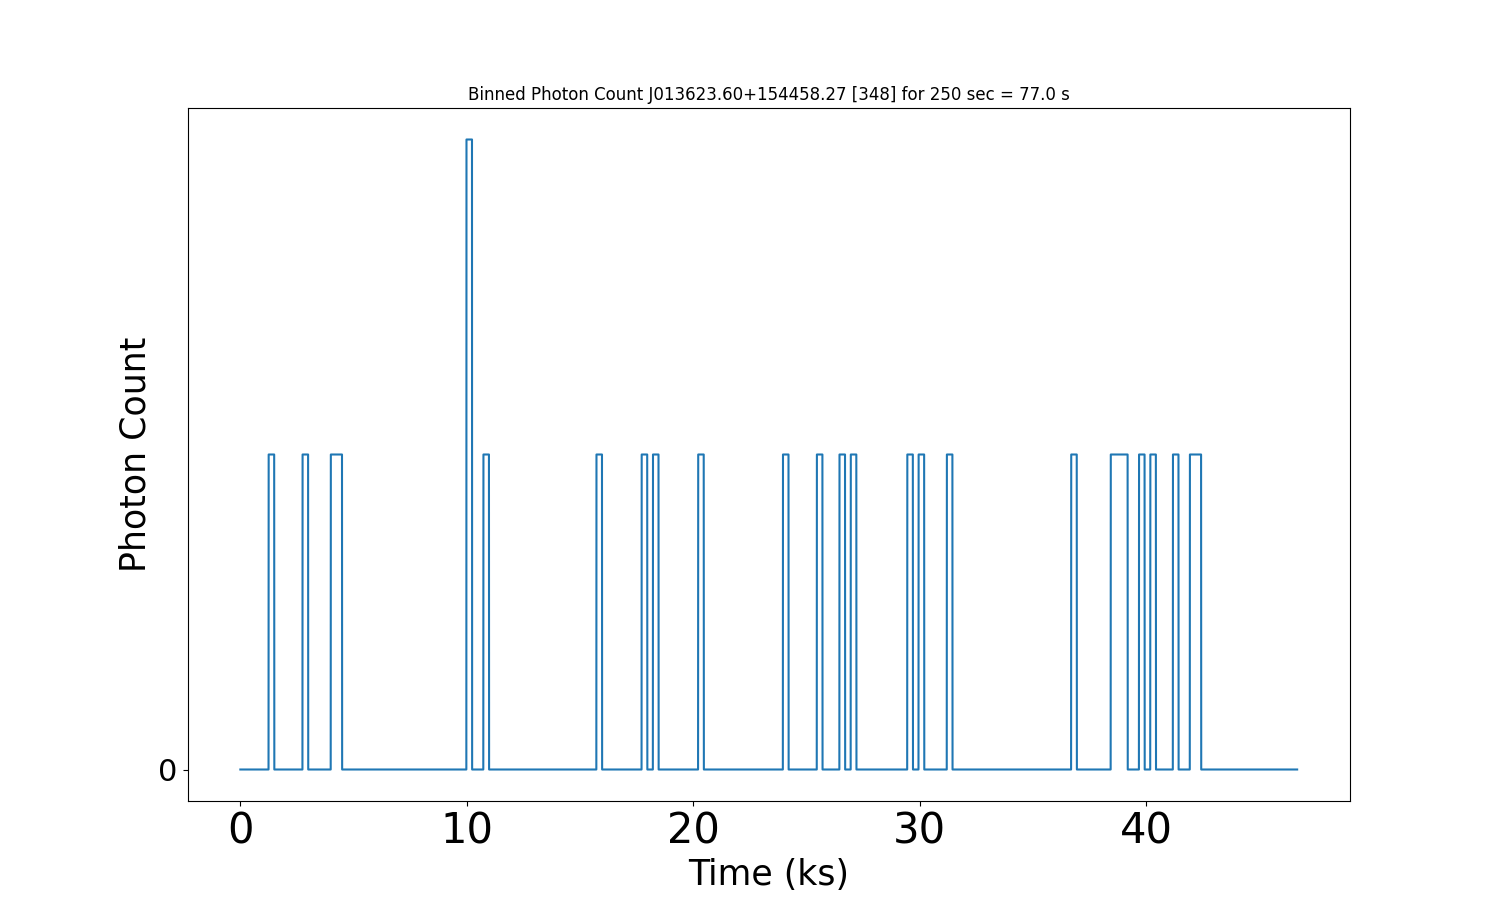 Binned Photon Count J013623.60+154458.27 [348] for 250 sec = 77.0 s
Photon Count
0
0 10 20 30 40
Time (ks)